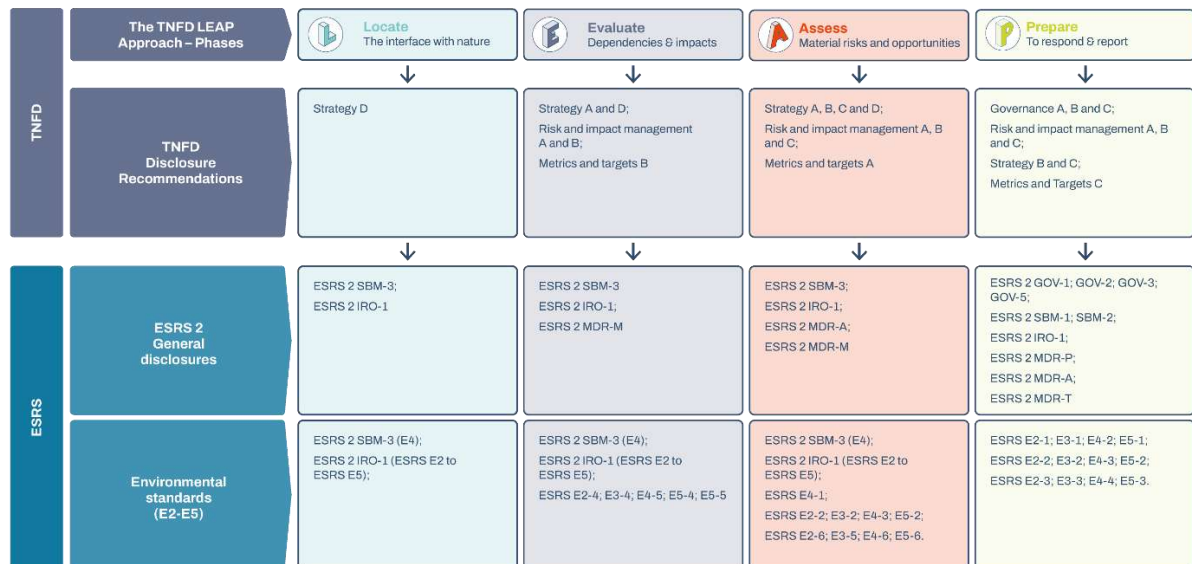 TNFD
The TNFD LEAP
Approach – Phases
L
Locate
The interface with nature
E
Evaluate
Dependencies & impacts
A
Assess
Material risks and opportunities
P
Prepare
To respond & report
TNFD
Disclosure
Recommendations
Strategy D
Strategy A and D;
Risk and impact management
A and B;
Metrics and targets B
Strategy A, B, C and D;
Risk and impact management A, B
and C;
Metrics and targets A
Governance A, B and C;
Risk and impact management A, B
and C;
Strategy B and C;
Metrics and Targets C
ESRS
ESRS 2
General
disclosures
ESRS 2 SBM-3;
ESRS 2 IRO-1
ESRS 2 SBM-3
ESRS 2 IRO-1;
ESRS 2 MDR-M
ESRS 2 SBM-3;
ESRS 2 IRO-1;
ESRS 2 MDR-A;
ESRS 2 MDR-M
ESRS 2 GOV-1; GOV-2; GOV-3;
GOV-5;
ESRS 2 SBM-1; SBM-2;
ESRS 2 IRO-1;
ESRS 2 MDR-P;
ESRS 2 MDR-A;
ESRS 2 MDR-T
Environmental
standards
(E2-E5)
ESRS 2 SBM-3 (E4);
ESRS 2 IRO-1 (ESRS E2 to
ESRS E5);
ESRS 2 SBM-3 (E4);
ESRS 2 IRO-1 (ESRS E2 to
ESRS E5);
ESRS E2-4; E3-4; E4-5; E5-4; E5-5
ESRS 2 SBM-3 (E4);
ESRS 2 IRO-1 (ESRS E2 to
ESRS E5);
ESRS E4-1;
ESRS E2-2; E3-2; E4-3; E5-2;
ESRS E2-6; E3-5; E4-6; E5-6.
ESRS E2-1; E3-1; E4-2; E5-1;
ESRS E2-2; E3-2; E4-3; E5-2;
ESRS E2-3; E3-3; E4-4; E5-3.